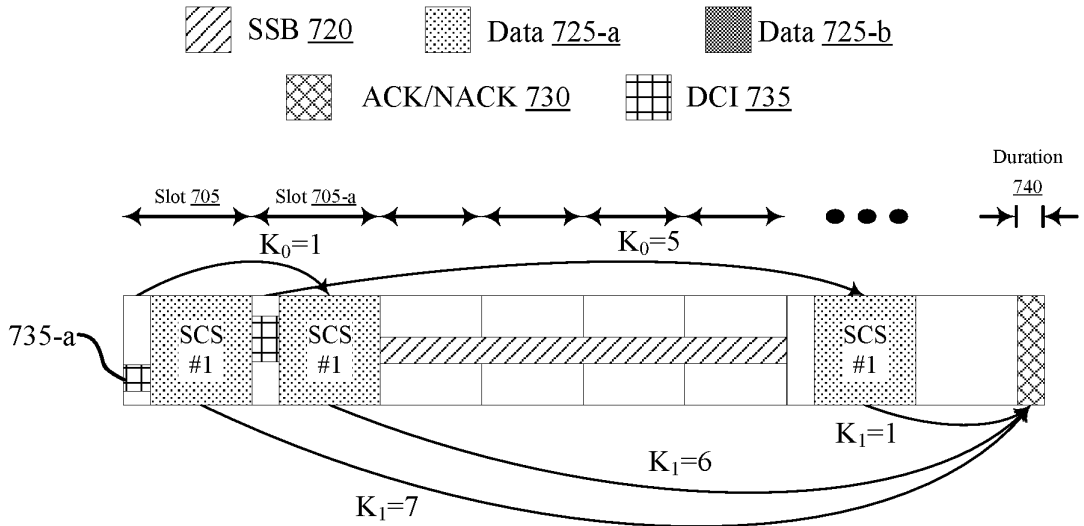 SSB 720
Data 725-a
Data 725-b
ACK/NACK 730
DCI 735
Duration
740
Slot 705
Slot 705-a
K0=1
K0=5
735-a
SCS
#1
SCS
#1
SCS
#1
K1=1
K1=6
K1=7